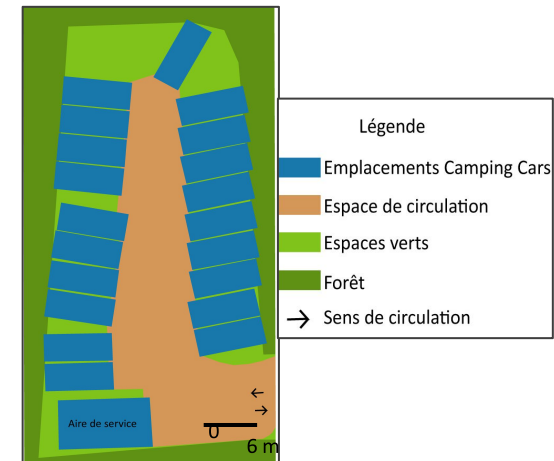 Légende
Emplacements Camping Cars
Espace de circulation
Espaces verts
Forêt
Sens de circulation
Aire de service
0
6 m